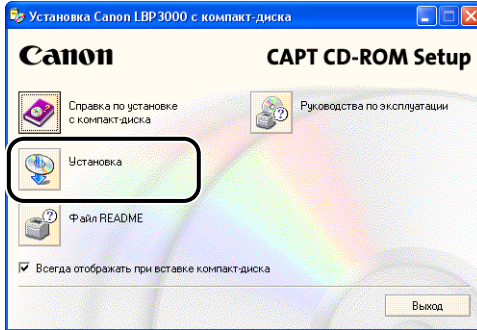 Установка Canon LBP3000 с компакт-диска
Canon
CAPT CD-ROM Setup
Справка по установке
с компакт-диска
Руководства по эксплуатации
Установка
Файл README
Всегда отображать при вставке компакт-диска
Выход